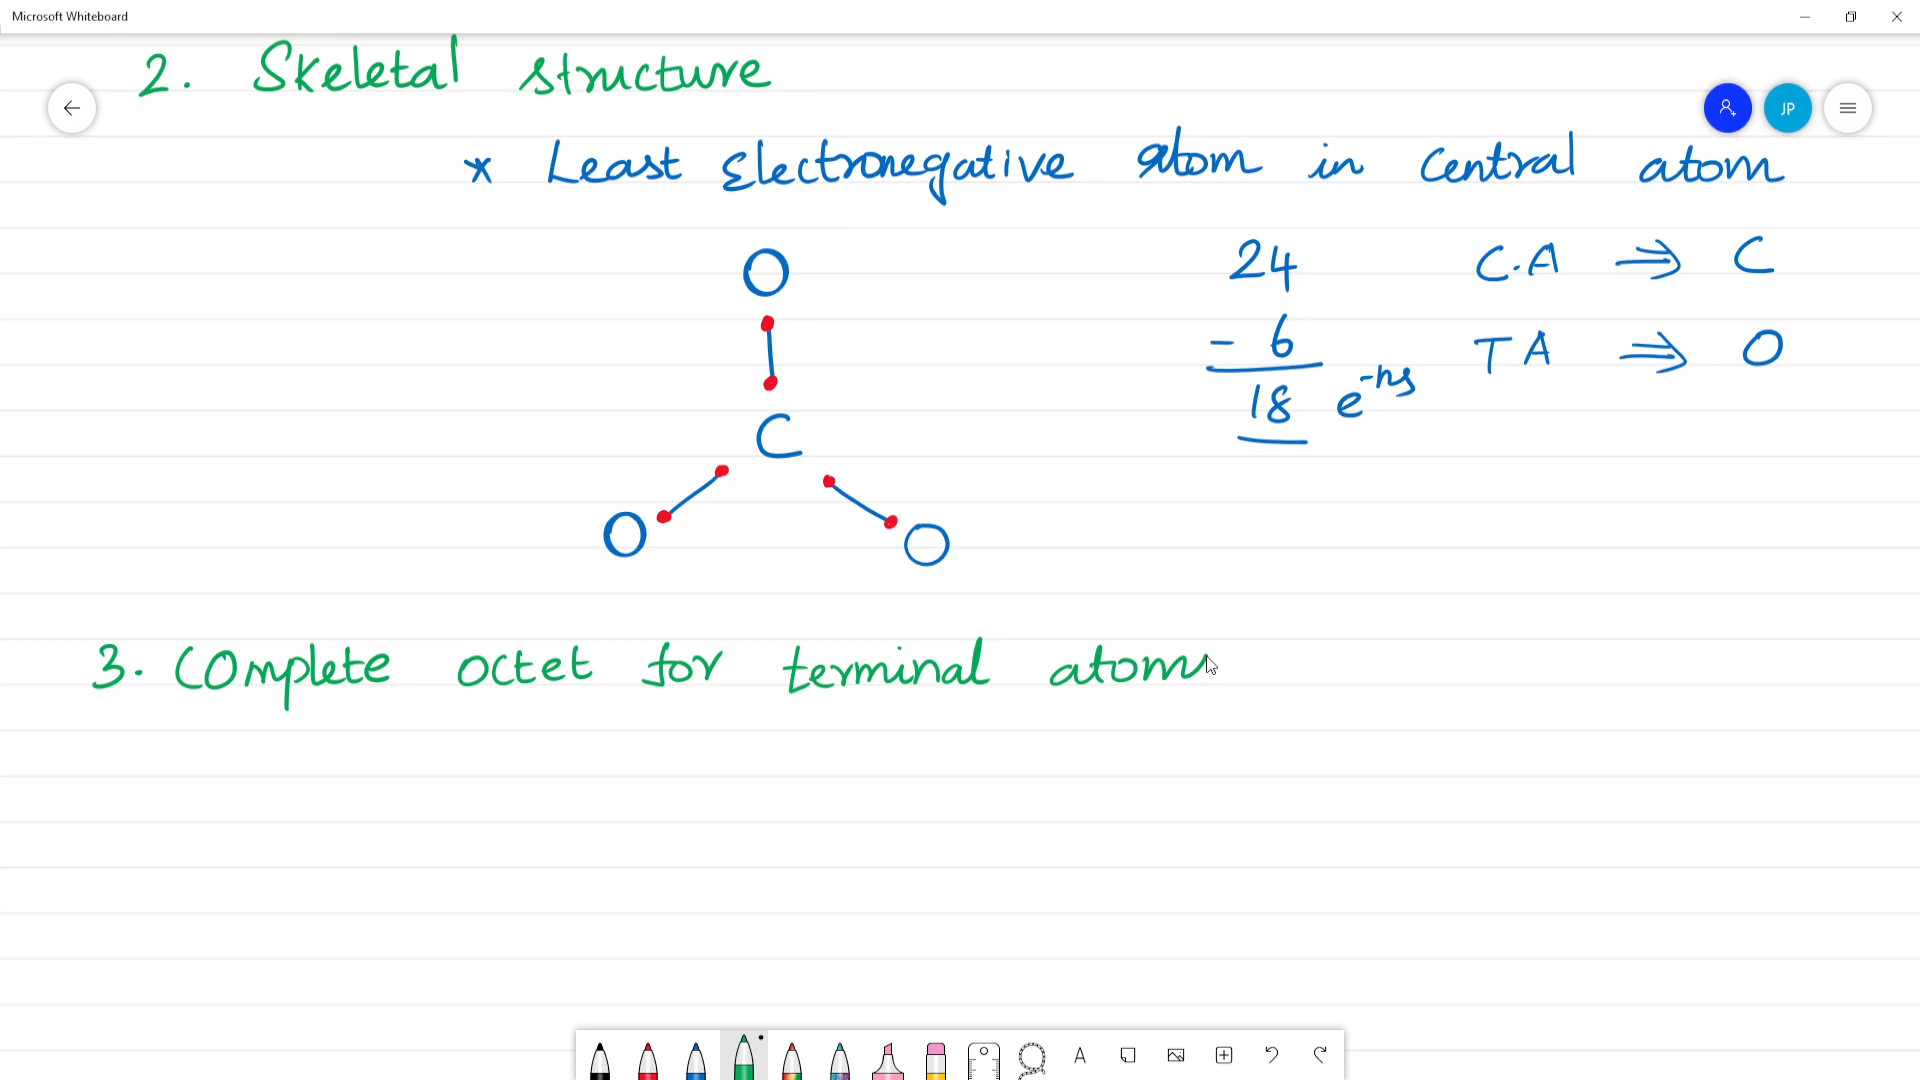 Microsoft Whiteboard
2. Skeletal structure
JP
* Least Electronegative atom in central atom
O
24 C.A ⇒ C
- 6 TA ⇒ O
18 e-ns
C
O O
3. Complete octet for terminal atoms
A